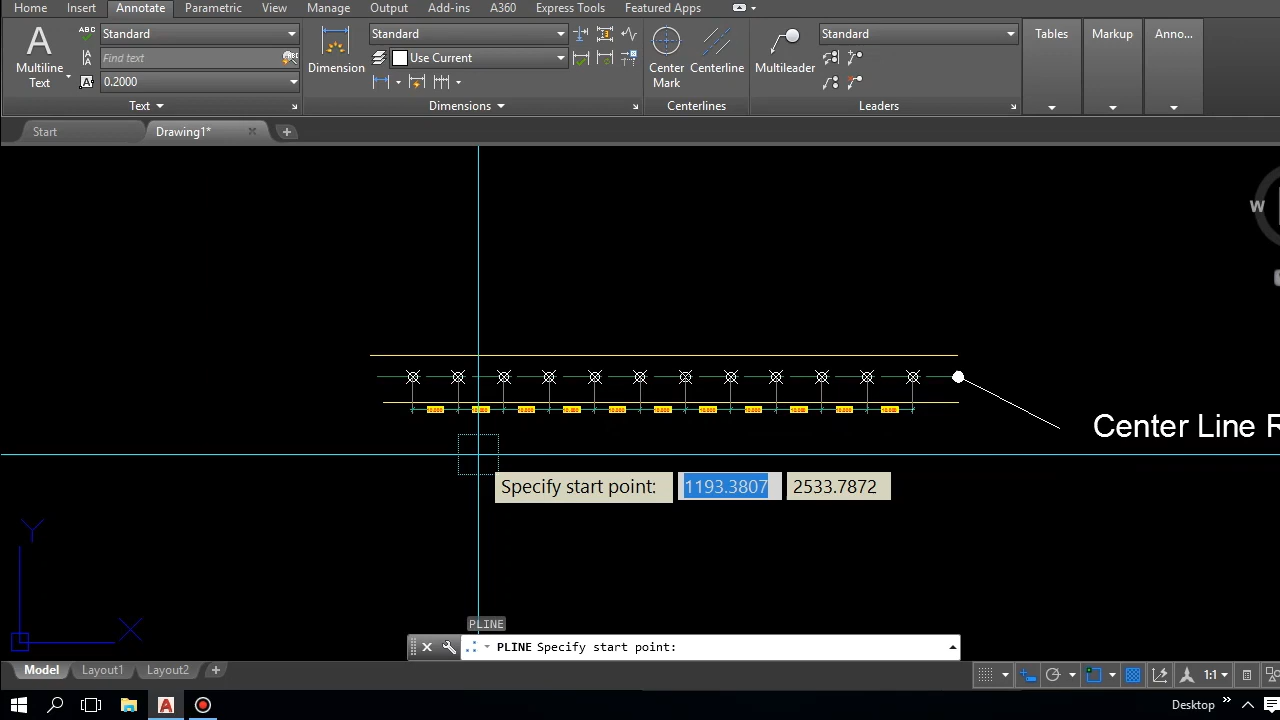 Home Insert Annotate Parametric View Manage Output Add-ins A360 Express Tools Featured Apps
A Multiline Text
ABC Standard
Find text ABC
A 0.2000
Text
Dimension
Standard
Use Current
Dimensions
Center Mark
Centerline
Centerlines
Multileader
Standard
Leaders
Tables
Markup
Anno...
Start Drawing1*
W
Center Line R
Specify start point: 1193.3807 2533.7872
Y
X
PLINE
PLINE Specify start point:
Model Layout1 Layout2
1:1
Desktop